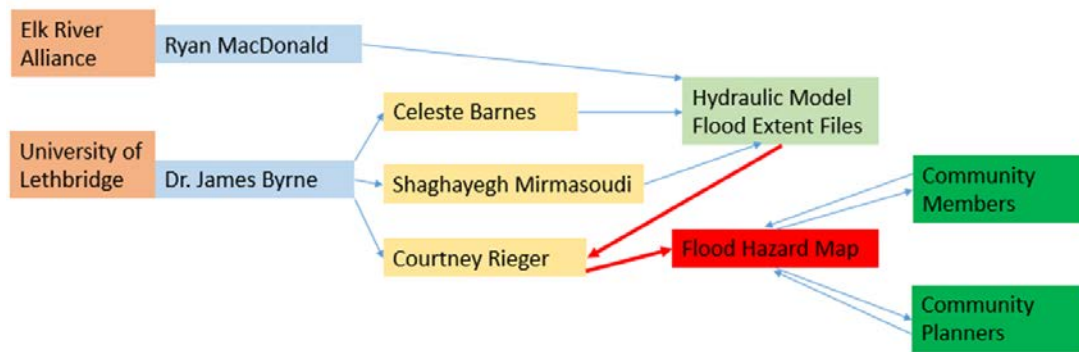 Elk River
Alliance
Ryan MacDonald
Hydraulic Model
Flood Extent Files
Celeste Barnes
University of
Lethbridge
Dr. James Byrne
Shaghayegh Mirmasoudi
Community
Members
Courtney Rieger
Flood Hazard Map
Community
Planners